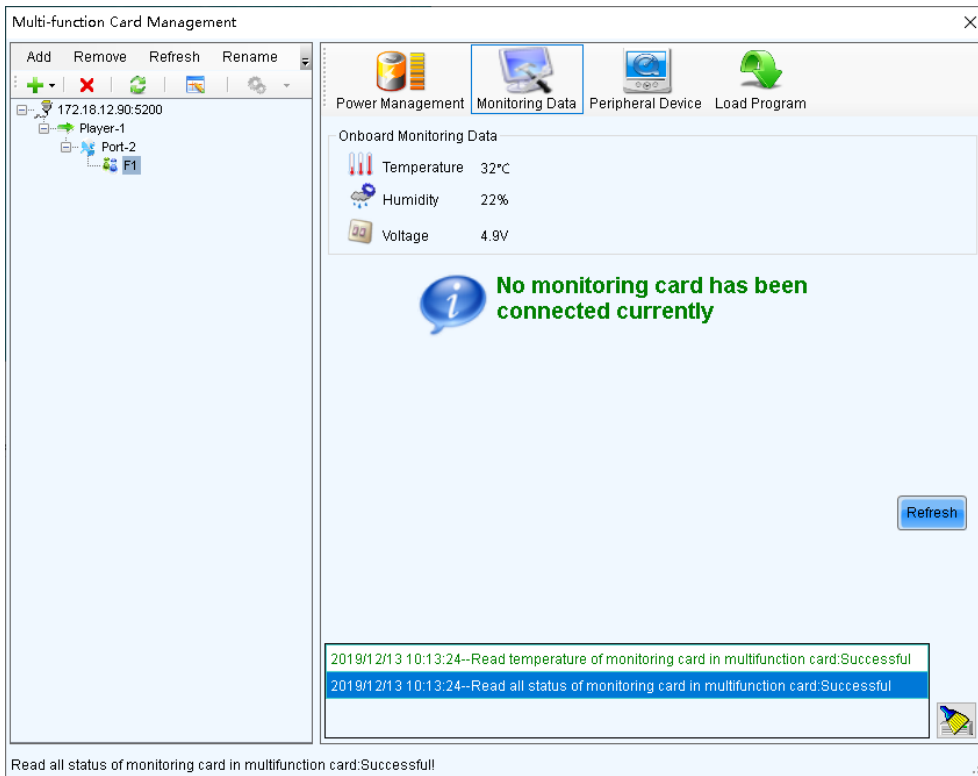 Multi-function Card Management
Add Remove Refresh Rename
172.18.12.90:5200
Player-1
Port-2
F1
Power Management Monitoring Data Peripheral Device Load Program
Onboard Monitoring Data
Temperature 32°C
Humidity 22%
Voltage 4.9V
No monitoring card has been
connected currently
Refresh
2019/12/13 10:13:24--Read temperature of monitoring card in multifunction card:Successful
2019/12/13 10:13:24--Read all status of monitoring card in multifunction card:Successful
Read all status of monitoring card in multifunction card:Successful!